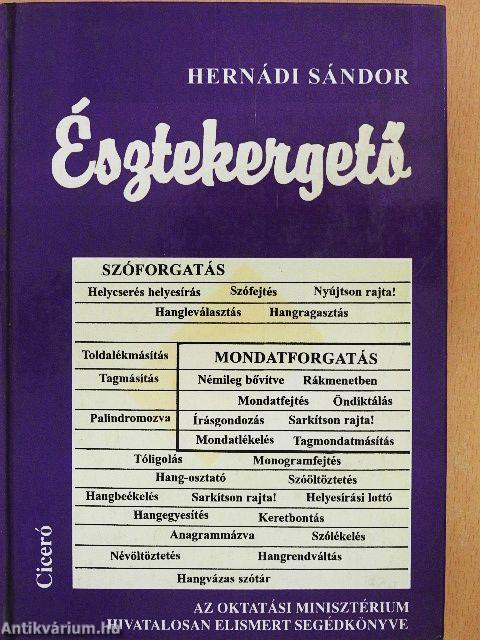 HERNÁDI SÁNDOR
Észtekergető
SZÓFORGATÁS
Helycserés helyesírás Szófejtés Nyújtson rajta!
Hangleválasztás Hangragasztás
Toldalékmásítás
MONDATFORGATÁS
Tagmásítás Némileg bővítve Rákmenetben
Mondatfejtés Öndiktálás
Palindromozva Írásgondozás Sarkítson rajta!
Mondatlékelés Tagmondatmásítás
Tóligolás Monogramfejtés
Hang-osztató Szóöltöztetés
Hangbeékelés Sarkítson rajta! Helyesírási lottó
Hangegyesítés Keretbontás
Anagrammázva Szólékelés
Névöltöztetés Hangrendváltás
Hangvázas szótár
Ciceró
AZ OKTATÁSI MINISZTÉRIUM
HIVATALOSAN ELISMERT SEGÉDKÖNYVE
Antikvárium.hu